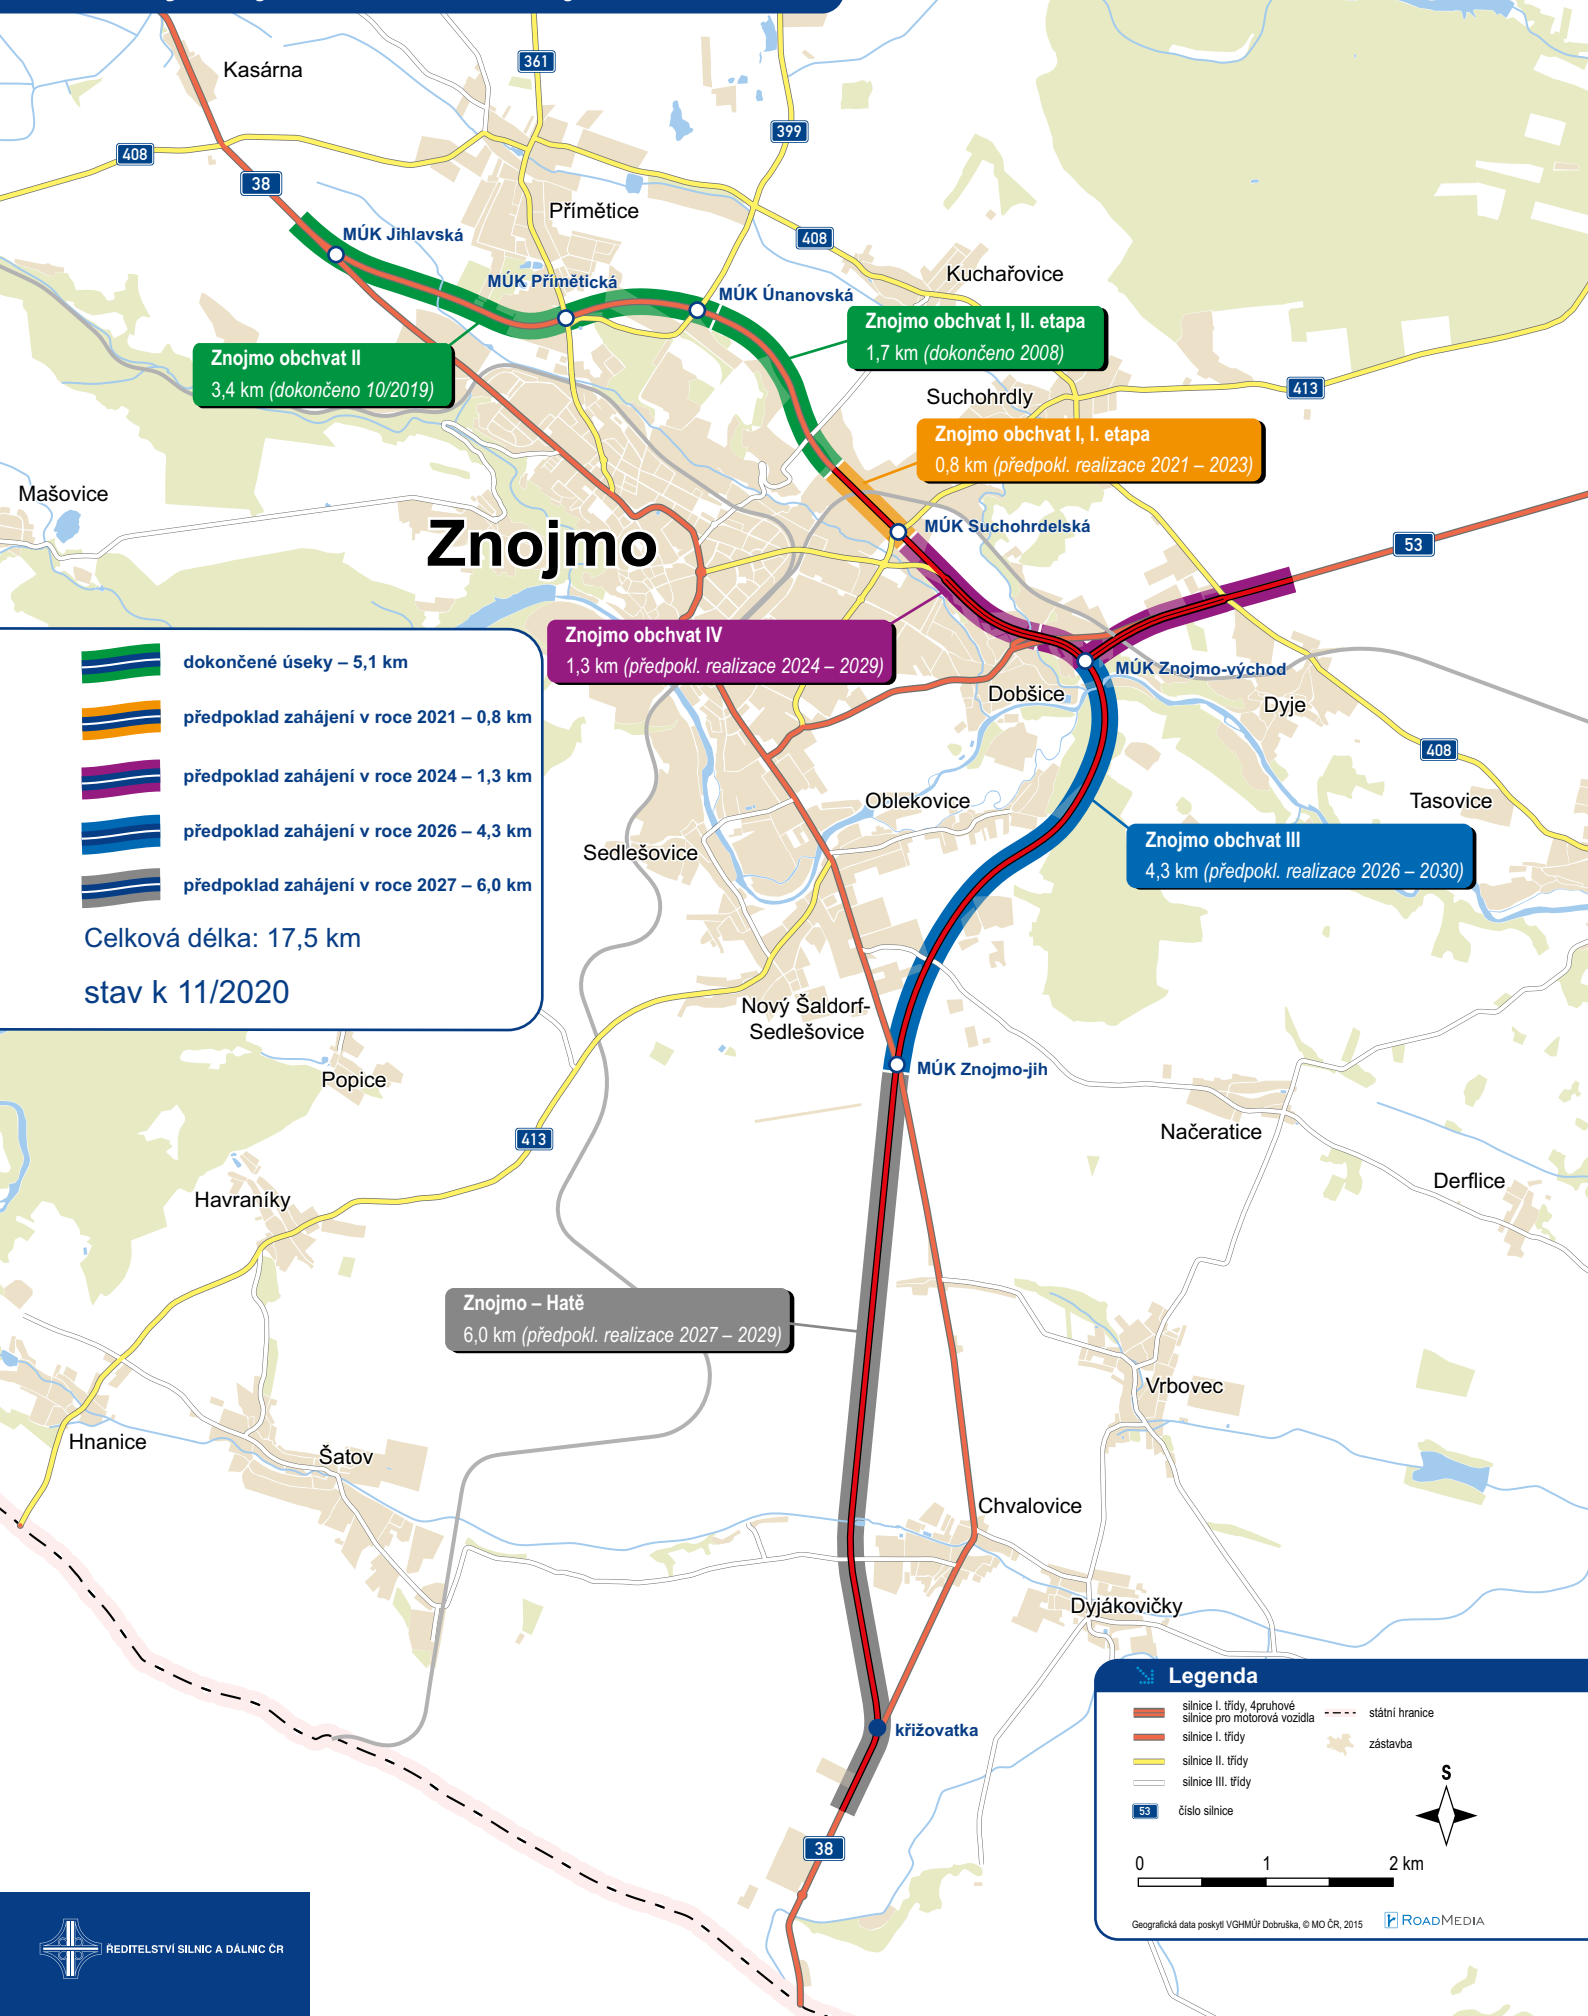 Kasárna
361
399
408
38
Přímětice
MÚK Jihlavská
408
Kuchařovice
MÚK Přímětická
MÚK Únanovská
Znojmo obchvat I, II. etapa
1,7 km (dokončeno 2008)
Znojmo obchvat II
3,4 km (dokončeno 10/2019)
413
Suchohrdly
Znojmo obchvat I, I. etapa
0,8 km (předpokl. realizace 2021 – 2023)
Mašovice
MÚK Suchohrdelská
Znojmo
53
Znojmo obchvat IV
1,3 km (předpokl. realizace 2024 – 2029)
MÚK Znojmo-východ
Dobšice
Dyje
408
dokončené úseky – 5,1 km
předpoklad zahájení v roce 2021 – 0,8 km
předpoklad zahájení v roce 2024 – 1,3 km
předpoklad zahájení v roce 2026 – 4,3 km
předpoklad zahájení v roce 2027 – 6,0 km
Celková délka: 17,5 km
stav k 11/2020
Oblekovice
Tasovice
Sedlešovice
Znojmo obchvat III
4,3 km (předpokl. realizace 2026 – 2030)
Nový Šaldorf-
Sedlešovice
MÚK Znojmo-jih
Popice
413
Načeratice
Derflice
Havraníky
Znojmo – Hatě
6,0 km (předpokl. realizace 2027 – 2029)
Vrbovec
Hnanice
Šatov
Chvalovice
Dyjákovičky
křižovatka
38
Legenda
silnice I. třídy, 4pruhové
silnice pro motorová vozidla
silnice I. třídy
silnice II. třídy
silnice III. třídy
53 číslo silnice
státní hranice
zástavba
S
0 1 2 km
Geografická data poskytl VGHMÚř Dobruška, © MO ČR, 2015
ROADMEDIA
ŘEDITELSTVÍ SILNIC A DÁLNIC ČR